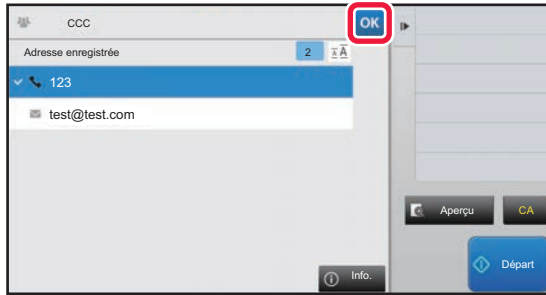 CCC
OK
Adresse enregistrée
2
A A
123
test@test.com
Aperçu
CA
Départ
Info.